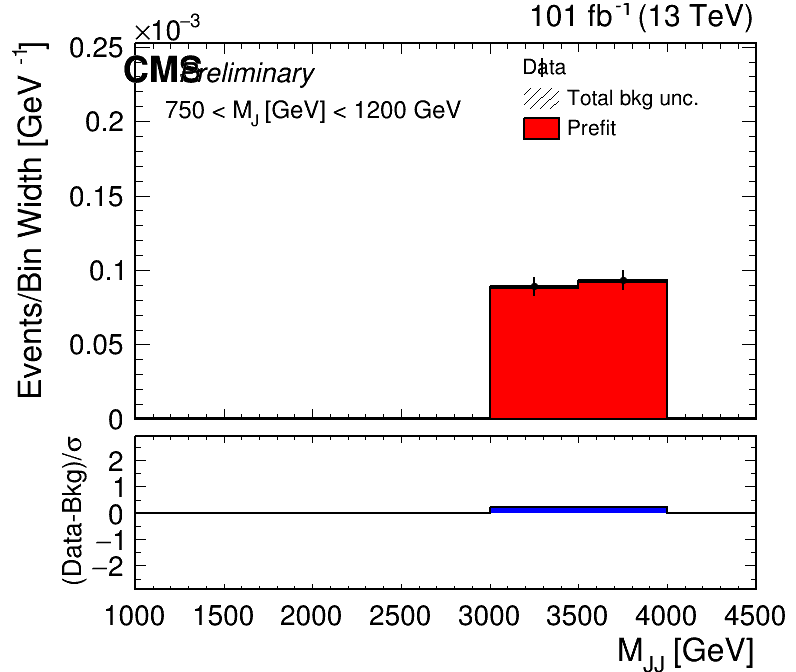 ×10⁻³
101 fb⁻¹ (13 TeV)
CMS Preliminary
750 < M_J [GeV] < 1200 GeV
Data
Total bkg unc.
Prefit
Events/Bin Width [GeV⁻¹]
0.25
0.2
0.15
0.1
0.05
0
(Data-Bkg)/σ
2
1
0
−1
−2
1000 1500 2000 2500 3000 3500 4000 4500
M_JJ [GeV]